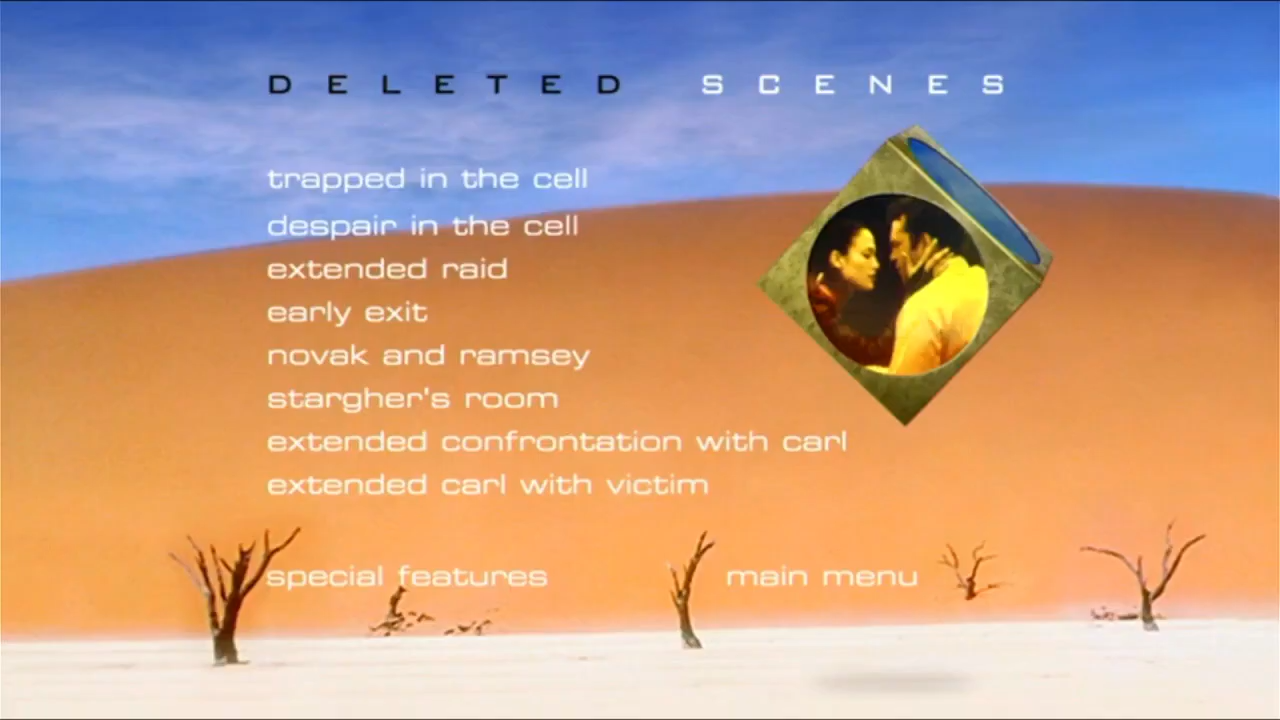 DELETED SCENES
trapped in the cell
despair in the cell
extended raid
early exit
novak and ramsey
stargher's room
extended confrontation with carl
extended carl with victim
special features main menu